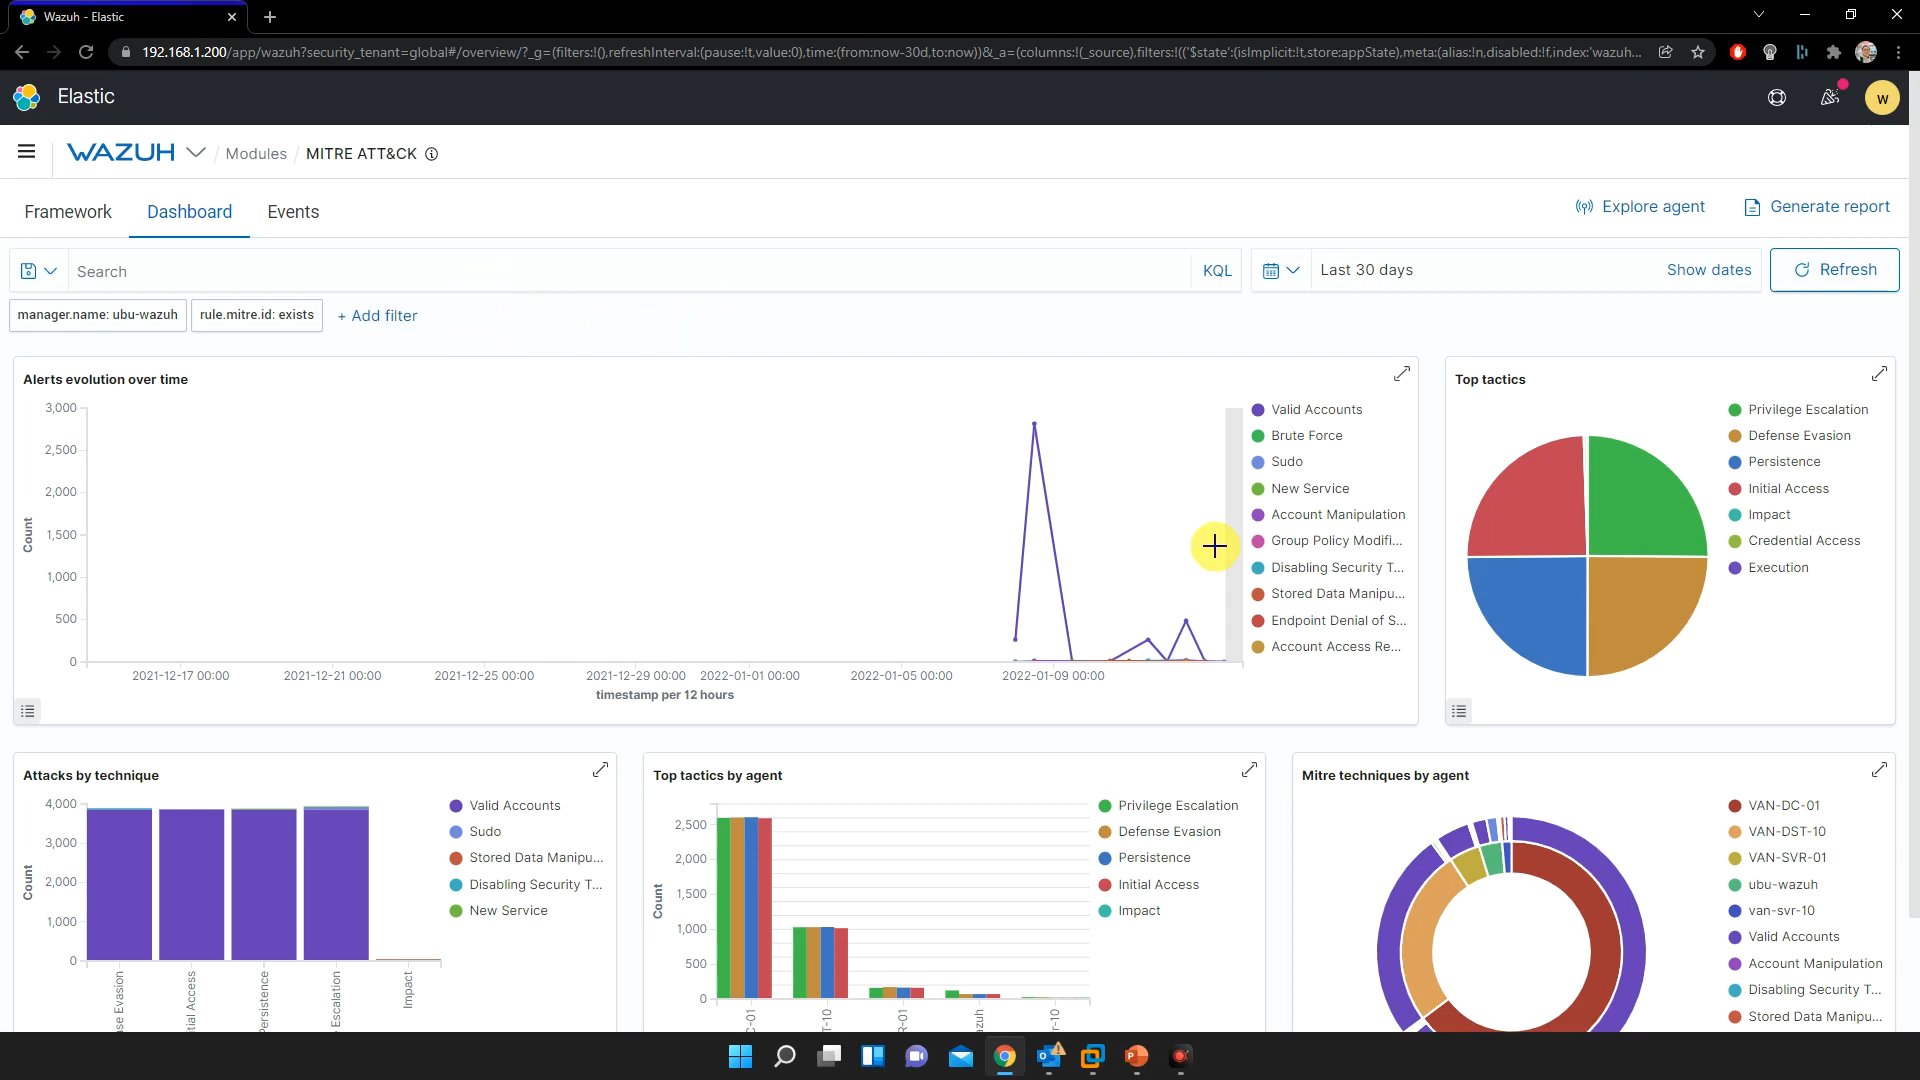 Wazuh - Elastic
192.168.1.200/app/wazuh?security_tenant=global#/overview/?_g=(filters:!(),refreshInterval:(pause:!t,value:0),time:(from:now-30d,to:now))&_a=(columns:!(_source),filters:!(('$state':(isImplicit:!t,store:appState),meta:(alias:!n,disabled:!f,index:'wazuh...
Elastic
w
WAZUH / Modules / MITRE ATT&CK
Framework Dashboard Events
Explore agent Generate report
Search KQL Last 30 days Show dates Refresh
manager.name: ubu-wazuh rule.mitre.id: exists + Add filter
Alerts evolution over time
3,000
2,500
2,000
1,500
1,000
500
0
Count
2021-12-17 00:00 2021-12-21 00:00 2021-12-25 00:00 2021-12-29 00:00 2022-01-01 00:00 2022-01-05 00:00 2022-01-09 00:00
timestamp per 12 hours
Valid Accounts
Brute Force
Sudo
New Service
Account Manipulation
Group Policy Modifi...
Disabling Security T...
Stored Data Manipu...
Endpoint Denial of S...
Account Access Re...
Top tactics
Privilege Escalation
Defense Evasion
Persistence
Initial Access
Impact
Credential Access
Execution
Attacks by technique
4,000
3,000
2,000
1,000
0
Count
se Evasion
tial Access
Persistence
Escalation
Impact
Valid Accounts
Sudo
Stored Data Manipu...
Disabling Security T...
New Service
Top tactics by agent
2,500
2,000
1,500
1,000
500
0
Count
C-01
T-10
R-01
zuh
r-10
Privilege Escalation
Defense Evasion
Persistence
Initial Access
Impact
Mitre techniques by agent
VAN-DC-01
VAN-DST-10
VAN-SVR-01
ubu-wazuh
van-svr-10
Valid Accounts
Account Manipulation
Disabling Security T...
Stored Data Manipu...